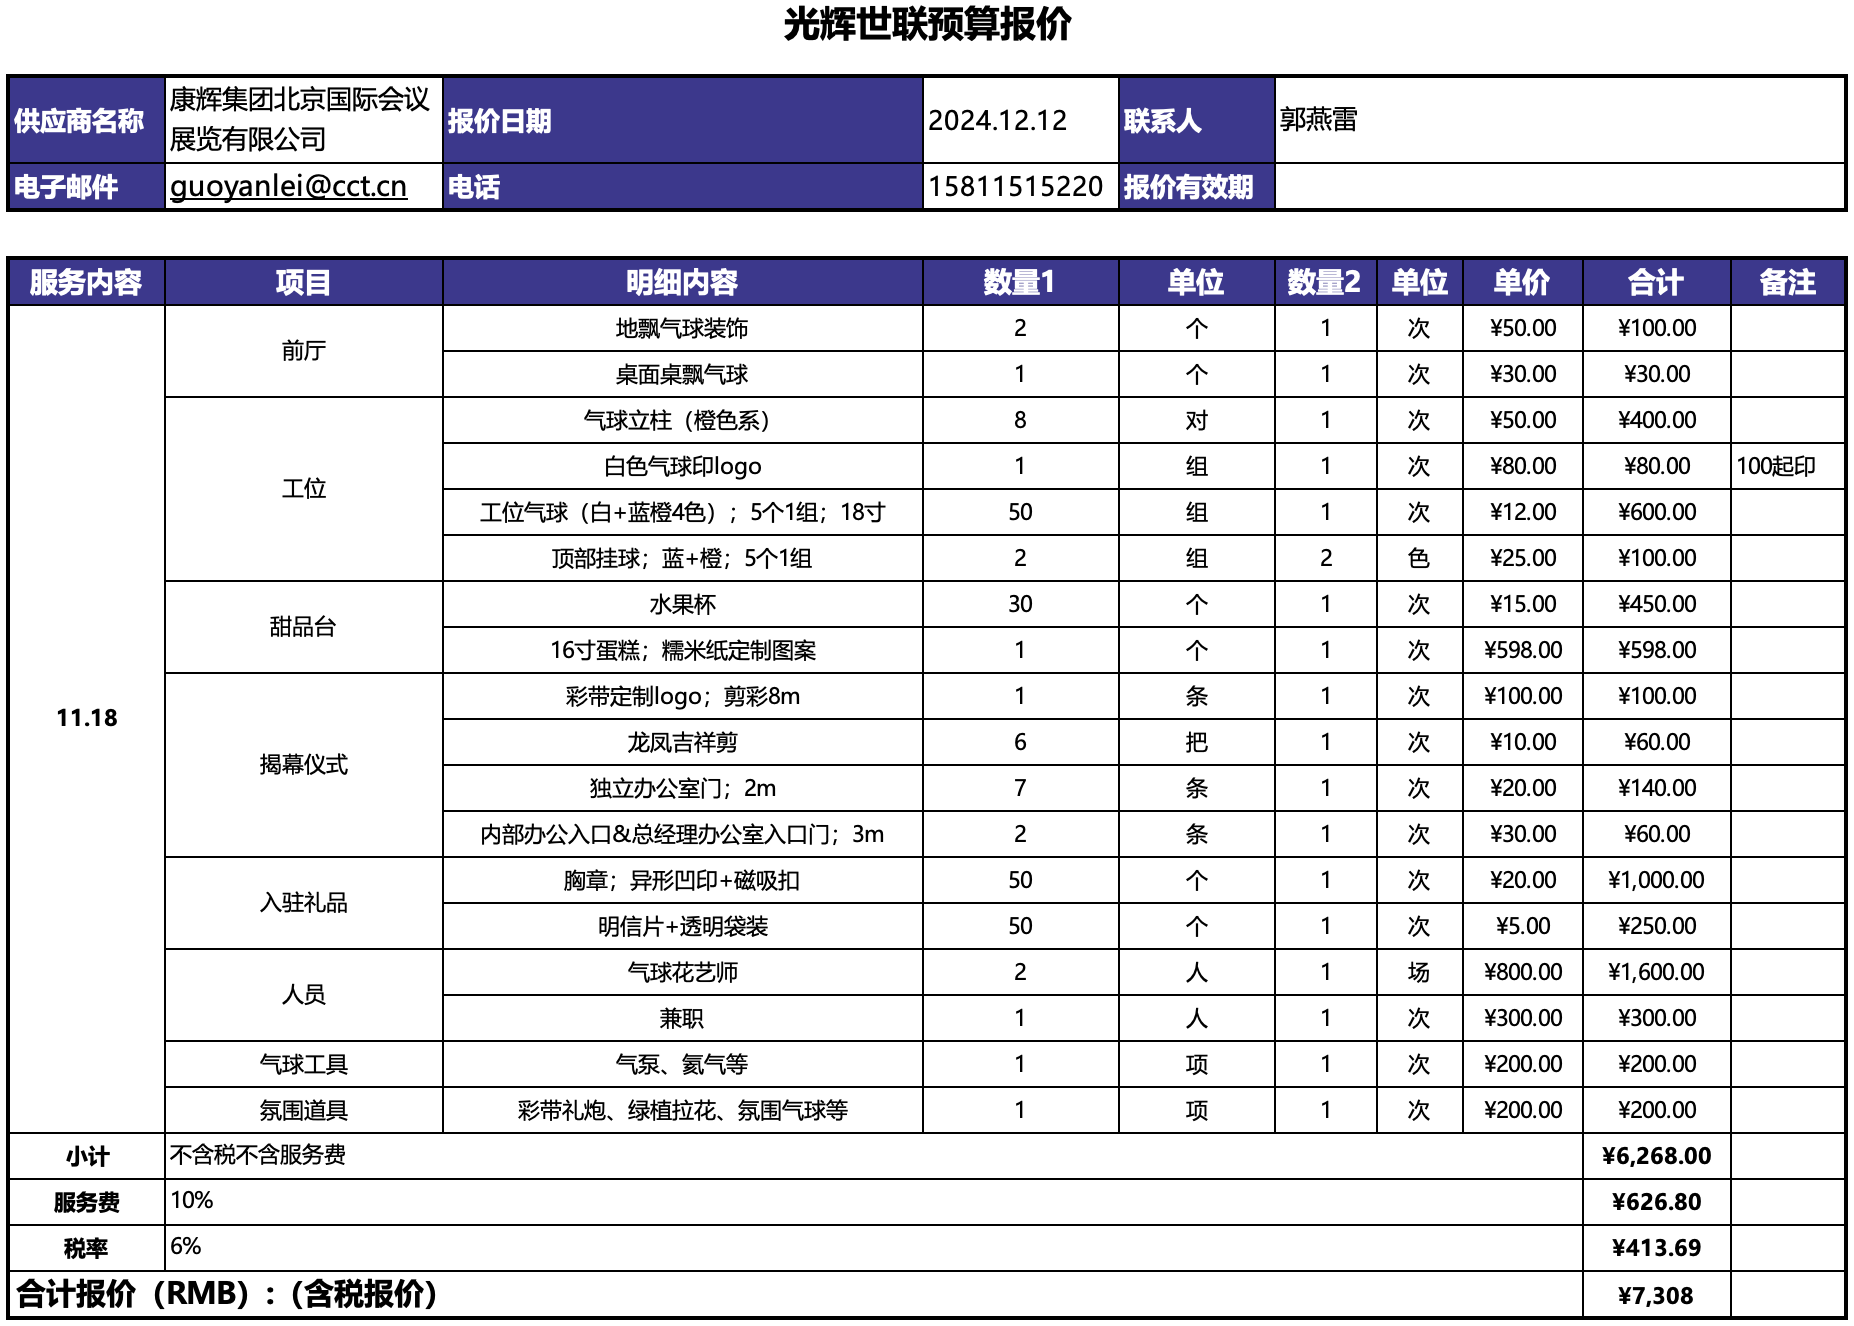 光辉世联预算报价
供应商名称 康辉集团北京国际会议展览有限公司 报价日期 2024.12.12 联系人 郭燕雷
电子邮件 guoyanlei@cct.cn 电话 15811515220 报价有效期
服务内容 项目 明细内容 数量1 单位 数量2 单位 单价 合计 备注
11.18
前厅
地飘气球装饰 2 个 1 次 ¥50.00 ¥100.00
桌面桌飘气球 1 个 1 次 ¥30.00 ¥30.00
工位
气球立柱（橙色系） 8 对 1 次 ¥50.00 ¥400.00
白色气球印logo 1 组 1 次 ¥80.00 ¥80.00 100起印
工位气球（白+蓝橙4色）；5个1组；18寸 50 组 1 次 ¥12.00 ¥600.00
顶部挂球；蓝+橙；5个1组 2 组 2 色 ¥25.00 ¥100.00
甜品台
水果杯 30 个 1 次 ¥15.00 ¥450.00
16寸蛋糕；糯米纸定制图案 1 个 1 次 ¥598.00 ¥598.00
揭幕仪式
彩带定制logo；剪彩8m 1 条 1 次 ¥100.00 ¥100.00
龙凤吉祥剪 6 把 1 次 ¥10.00 ¥60.00
独立办公室门；2m 7 条 1 次 ¥20.00 ¥140.00
内部办公入口&总经理办公室入口门；3m 2 条 1 次 ¥30.00 ¥60.00
入驻礼品
胸章；异形凹印+磁吸扣 50 个 1 次 ¥20.00 ¥1,000.00
明信片+透明袋装 50 个 1 次 ¥5.00 ¥250.00
人员
气球花艺师 2 人 1 场 ¥800.00 ¥1,600.00
兼职 1 人 1 次 ¥300.00 ¥300.00
气球工具 气泵、氦气等 1 项 1 次 ¥200.00 ¥200.00
氛围道具 彩带礼炮、绿植拉花、氛围气球等 1 项 1 次 ¥200.00 ¥200.00
小计 不含税不含服务费 ¥6,268.00
服务费 10% ¥626.80
税率 6% ¥413.69
合计报价（RMB）:（含税报价） ¥7,308